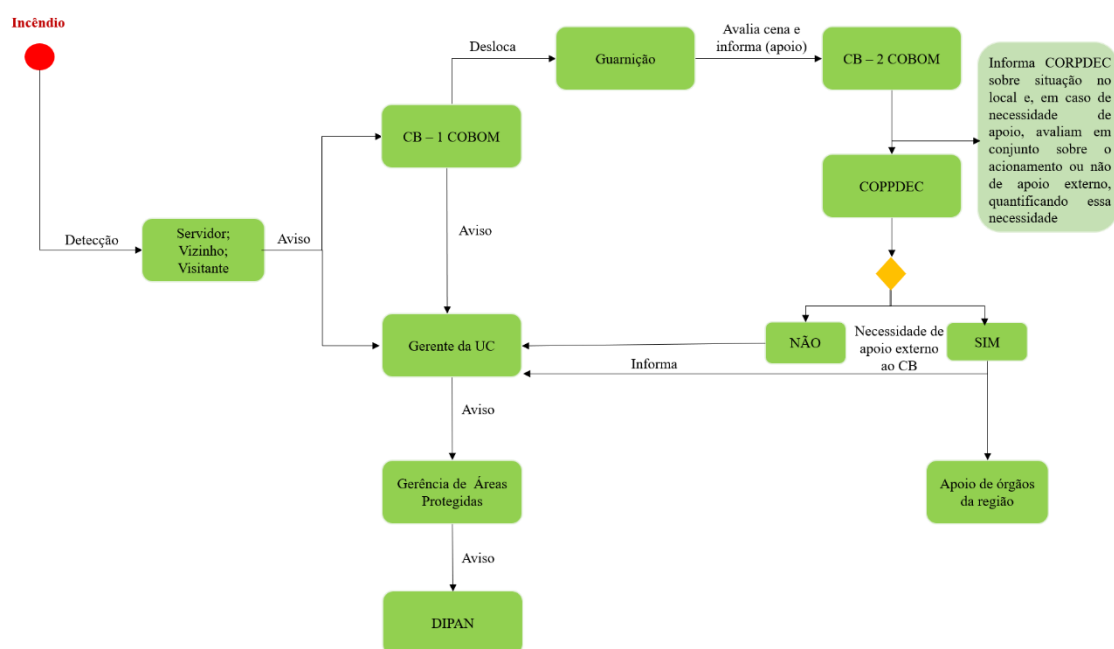 Incêndio
Detecção
Servidor;
Vizinho;
Visitante
Aviso
CB – 1 COBOM
Desloca
Guarnição
Avalia cena e
informa (apoio)
CB – 2 COBOM
Informa CORPDEC
sobre situação no
local e, em caso de
necessidade de
apoio, avaliam em
conjunto sobre o
acionamento ou não
de apoio externo,
quantificando essa
necessidade
COPPDEC
Aviso
Gerente da UC
NÃO
Necessidade de
apoio externo
ao CB
SIM
Informa
Aviso
Gerência de Áreas
Protegidas
Apoio de órgãos
da região
Aviso
DIPAN